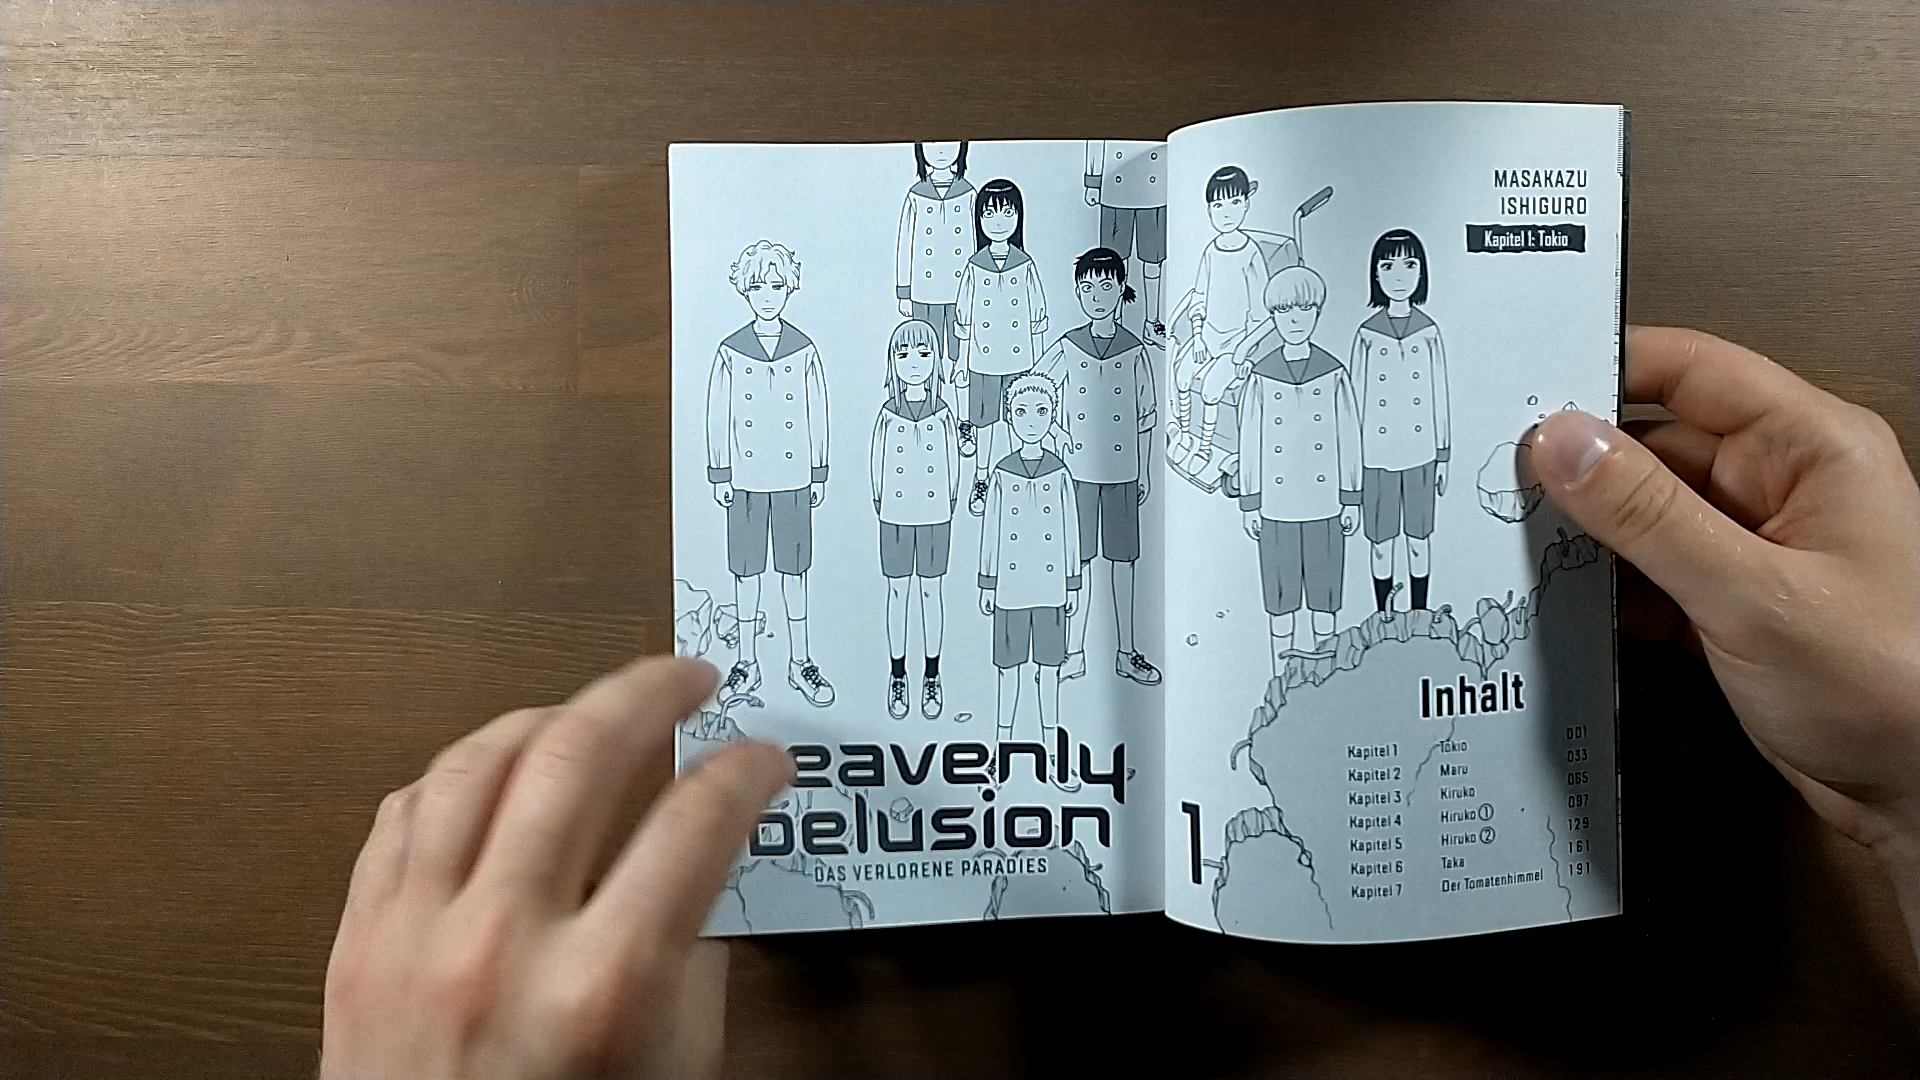 eavenly
Delusion
DAS VERLORENE PARADIES
1
MASAKAZU
ISHIGURO
Kapitel 1: Tokio
Inhalt
Kapitel 1 Tokio 001
Kapitel 2 Maru 033
Kapitel 3 Kiruko 065
Kapitel 4 Hiruko ① 097
Kapitel 5 Hiruko ② 129
Kapitel 6 Taka 161
Kapitel 7 Der Tomatenhimmel 191